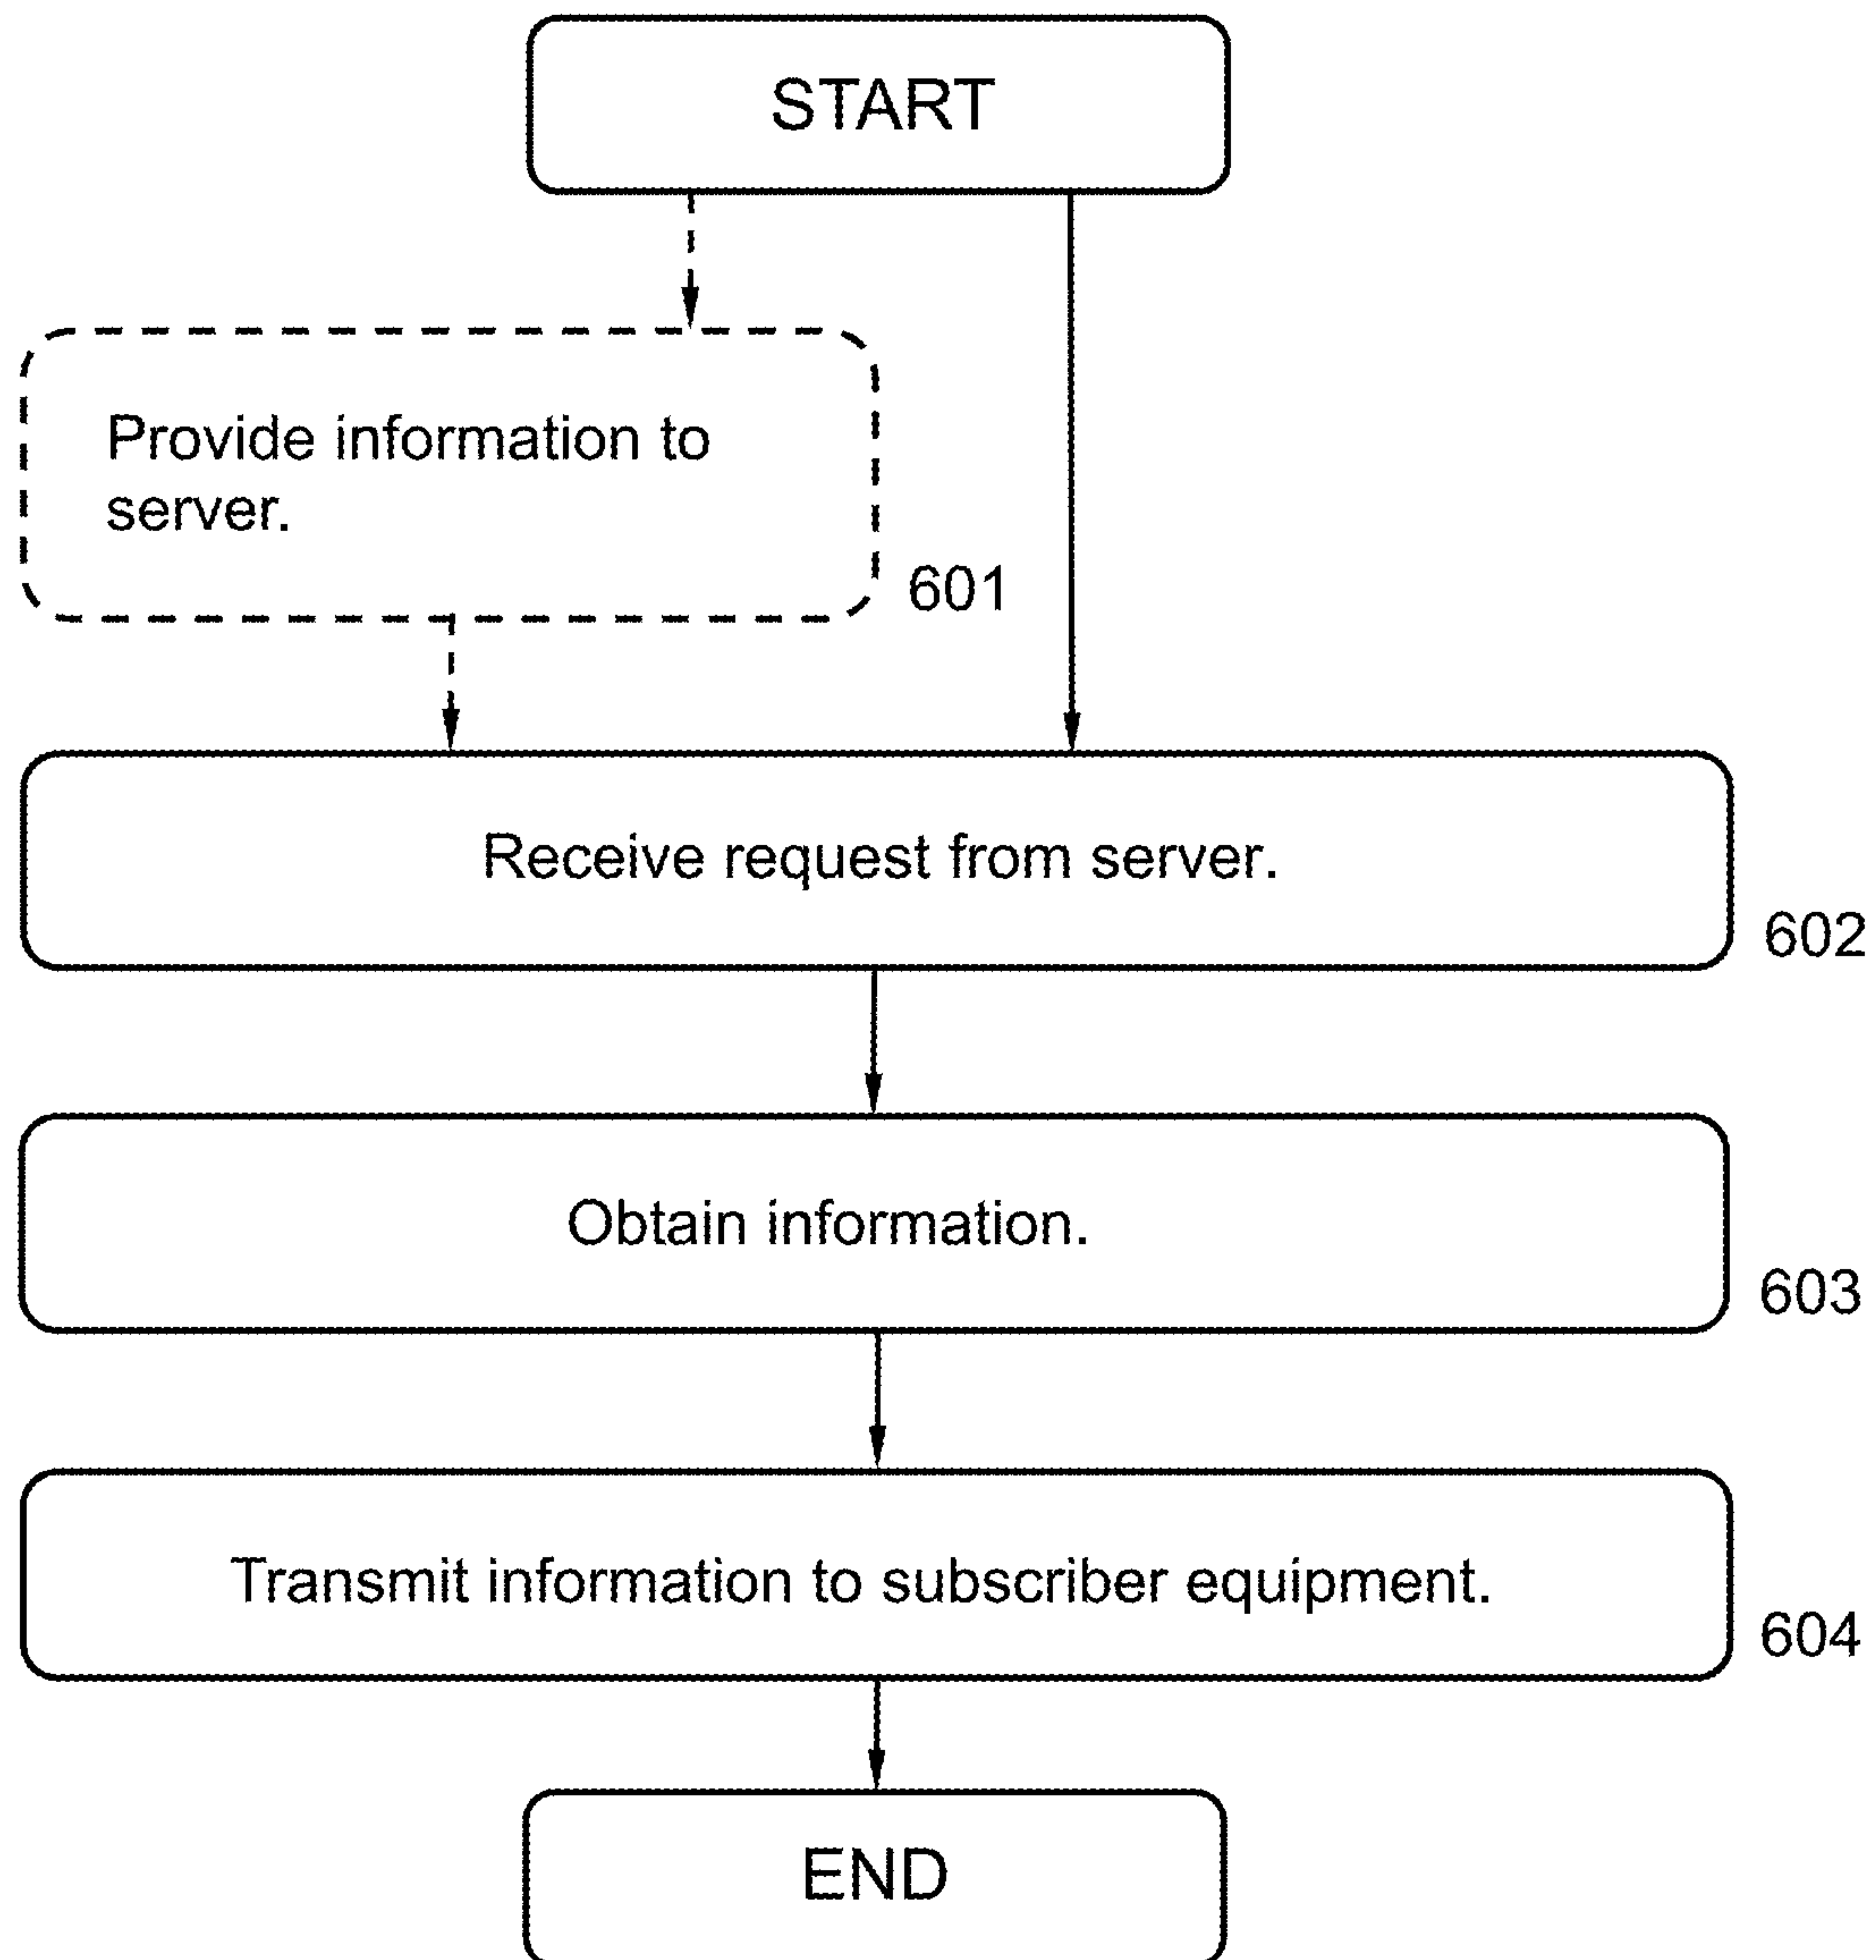 START
Provide information to
server.
601
Receive request from server.
602
Obtain information.
603
Transmit information to subscriber equipment.
604
END